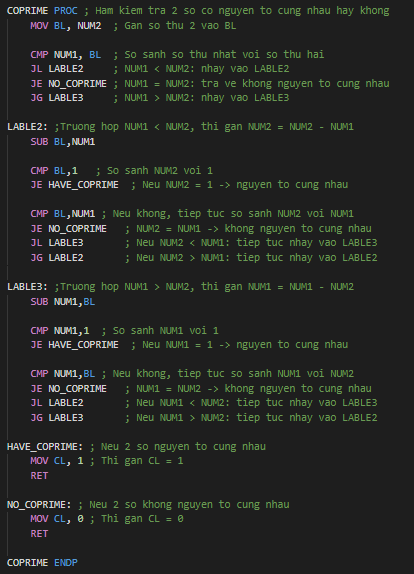 COPRIME PROC ; Ham kiem tra 2 so co nguyen to cung nhau hay khong
MOV BL, NUM2 ; Gan so thu 2 vao BL
CMP NUM1, BL ; So sanh so thu nhat voi so thu hai
JL LABLE2 ; NUM1 < NUM2: nhay vao LABLE2
JE NO_COPRIME ; NUM1 = NUM2: tra ve khong nguyen to cung nhau
JG LABLE3 ; NUM1 > NUM2: nhay vao LABLE3
LABLE2: ;Truong hop NUM1 < NUM2, thi gan NUM2 = NUM2 - NUM1
SUB BL,NUM1
CMP BL,1 ; So sanh NUM2 voi 1
JE HAVE_COPRIME ; Neu NUM2 = 1 -> nguyen to cung nhau
CMP BL,NUM1 ; Neu khong, tiep tuc so sanh NUM2 voi NUM1
JE NO_COPRIME ; NUM2 = NUM1 -> khong nguyen to cung nhau
JL LABLE3 ; Neu NUM2 < NUM1: tiep tuc nhay vao LABLE3
JG LABLE2 ; Neu NUM2 > NUM1: tiep tuc nhay vao LABLE2
LABLE3: ;Truong hop NUM1 > NUM2, thi gan NUM1 = NUM1 - NUM2
SUB NUM1,BL
CMP NUM1,1 ; So sanh NUM1 voi 1
JE HAVE_COPRIME ; Neu NUM1 = 1 -> nguyen to cung nhau
CMP NUM1,BL ; Neu khong, tiep tuc so sanh NUM1 voi NUM2
JE NO_COPRIME ; NUM1 = NUM2 -> khong nguyen to cung nhau
JL LABLE2 ; Neu NUM1 < NUM2: tiep tuc nhay vao LABLE3
JG LABLE3 ; Neu NUM1 > NUM2: tiep tuc nhay vao LABLE2
HAVE_COPRIME: ; Neu 2 so nguyen to cung nhau
MOV CL, 1 ; Thi gan CL = 1
RET
NO_COPRIME: ; Neu 2 so khong nguyen to cung nhau
MOV CL, 0 ; Thi gan CL = 0
RET
COPRIME ENDP